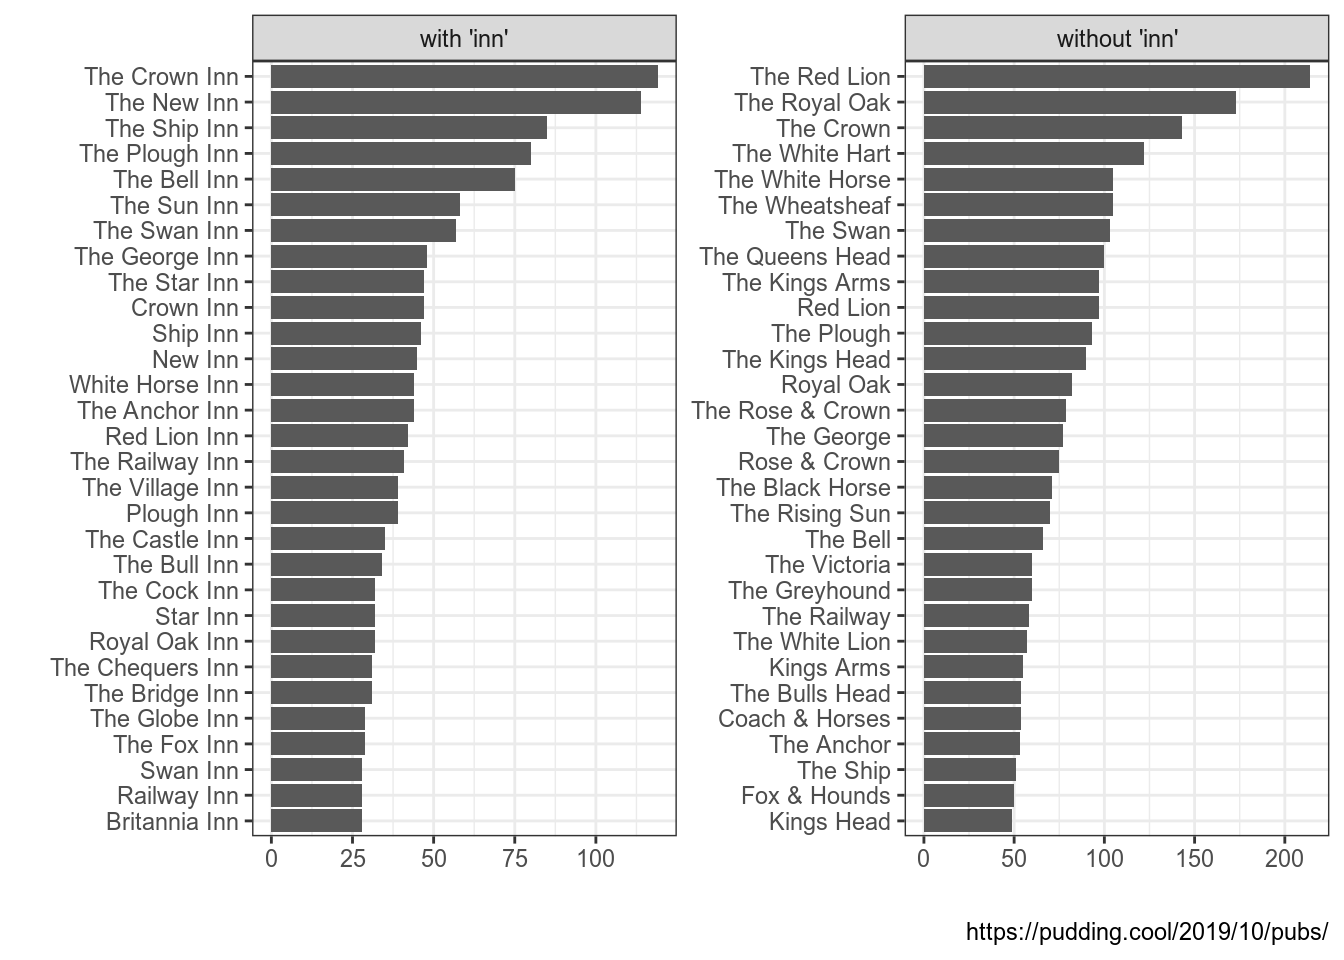 with 'inn'
The Crown Inn
The New Inn
The Ship Inn
The Plough Inn
The Bell Inn
The Sun Inn
The Swan Inn
The George Inn
The Star Inn
Crown Inn
Ship Inn
New Inn
White Horse Inn
The Anchor Inn
Red Lion Inn
The Railway Inn
The Village Inn
Plough Inn
The Castle Inn
The Bull Inn
The Cock Inn
Star Inn
Royal Oak Inn
The Chequers Inn
The Bridge Inn
The Globe Inn
The Fox Inn
Swan Inn
Railway Inn
Britannia Inn
0 25 50 75 100
without 'inn'
The Red Lion
The Royal Oak
The Crown
The White Hart
The White Horse
The Wheatsheaf
The Swan
The Queens Head
The Kings Arms
Red Lion
The Plough
The Kings Head
Royal Oak
The Rose & Crown
The George
Rose & Crown
The Black Horse
The Rising Sun
The Bell
The Victoria
The Greyhound
The Railway
The White Lion
Kings Arms
The Bulls Head
Coach & Horses
The Anchor
The Ship
Fox & Hounds
Kings Head
0 50 100 150 200
https://pudding.cool/2019/10/pubs/